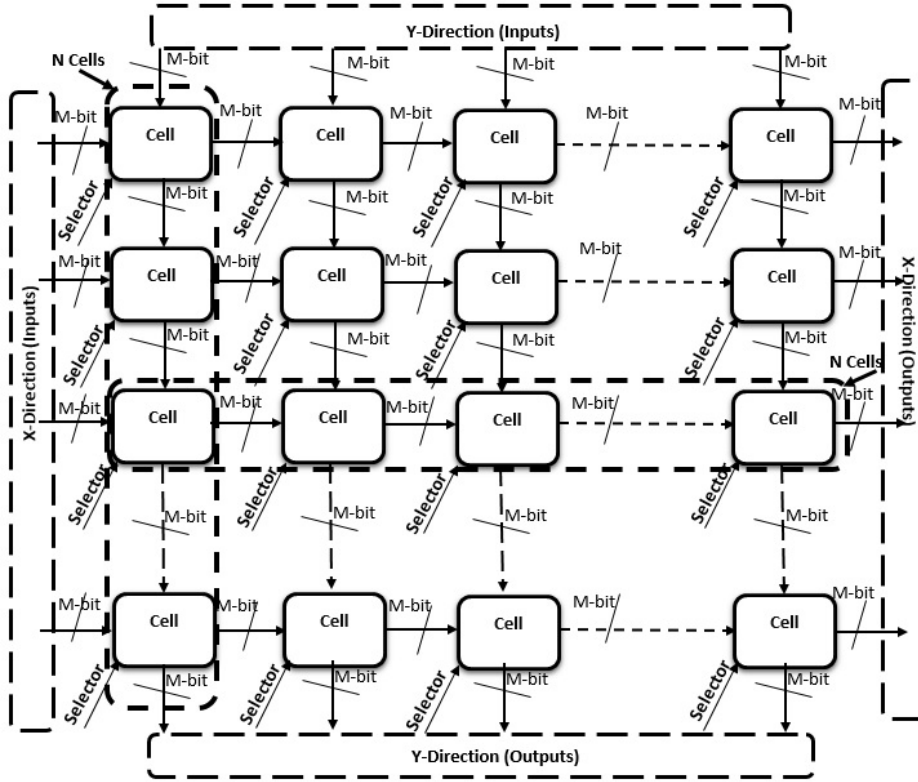 Y-Direction (Inputs)
N Cells
M-bit
M-bit
M-bit
M-bit
M-bit
M-bit
M-bit
M-bit
M-bit
Cell
Cell
Cell
Cell
Selector
Selector
Selector
Selector
M-bit
M-bit
M-bit
M-bit
M-bit
M-bit
M-bit
M-bit
M-bit
Cell
Cell
Cell
Cell
Selector
Selector
Selector
Selector
M-bit
M-bit
M-bit
M-bit
N Cells
M-bit
M-bit
M-bit
M-bit
M-bit
Cell
Cell
Cell
Cell
Selector
Selector
Selector
Selector
M-bit
M-bit
M-bit
M-bit
M-bit
M-bit
M-bit
M-bit
M-bit
Cell
Cell
Cell
Cell
Selector
Selector
Selector
Selector
M-bit
M-bit
M-bit
M-bit
X-Direction (Inputs)
X-Direction (Outputs)
Y-Direction (Outputs)